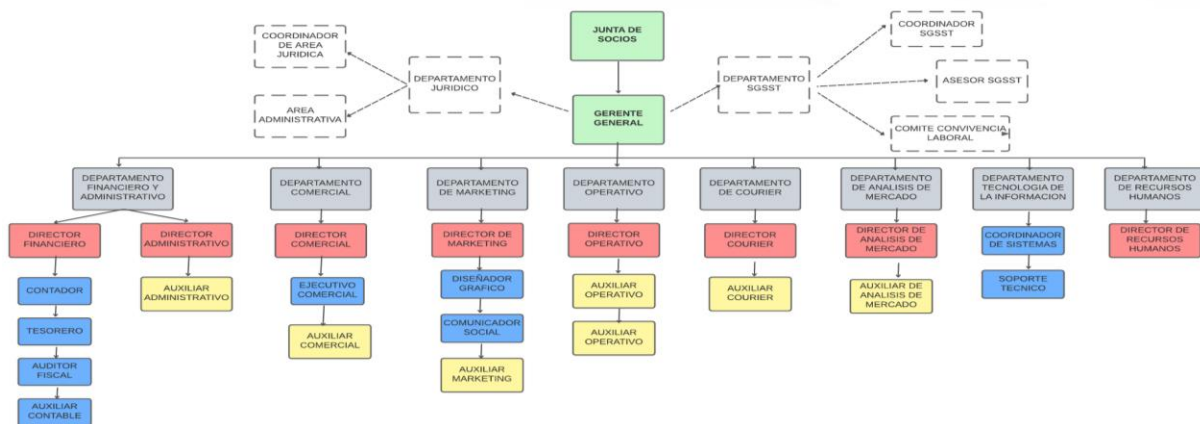 JUNTA DE
SOCIOS
COORDINADOR
DE AREA
JURIDICA
COORDINADOR
SGSST
DEPARTAMENTO
JURIDICO
DEPARTAMENTO
SGSST
ASESOR SGSST
AREA
ADMINISTRATIVA
GERENTE
GENERAL
COMITE CONVIVENCIA
LABORAL
DEPARTAMENTO
FINANCIERO Y
ADMINISTRATIVO
DEPARTAMENTO
COMERCIAL
DEPARTAMENTO
DE MARKETING
DEPARTAMENTO
OPERATIVO
DEPARTAMENTO
DE COURIER
DEPARTAMENTO
DE ANALISIS DE
MERCADO
DEPARTAMENTO
TECNOLOGIA DE
LA INFORMACION
DEPARTAMENTO
DE RECURSOS
HUMANOS
DIRECTOR
FINANCIERO
DIRECTOR
ADMINISTRATIVO
DIRECTOR
COMERCIAL
DIRECTOR DE
MARKETING
DIRECTOR
OPERATIVO
DIRECTOR
COURIER
DIRECTOR DE
ANALISIS DE
MERCADO
COORDINADOR
DE SISTEMAS
DIRECTOR DE
RECURSOS
HUMANOS
CONTADOR
AUXILIAR
ADMINISTRATIVO
EJECUTIVO
COMERCIAL
DISEÑADOR
GRAFICO
AUXILIAR
OPERATIVO
AUXILIAR
COURIER
AUXILIAR DE
ANALISIS DE
MERCADO
SOPORTE
TECNICO
TESORERO
AUXILIAR
COMERCIAL
COMUNICADOR
SOCIAL
AUXILIAR
OPERATIVO
AUDITOR
FISCAL
AUXILIAR
MARKETING
AUXILIAR
CONTABLE